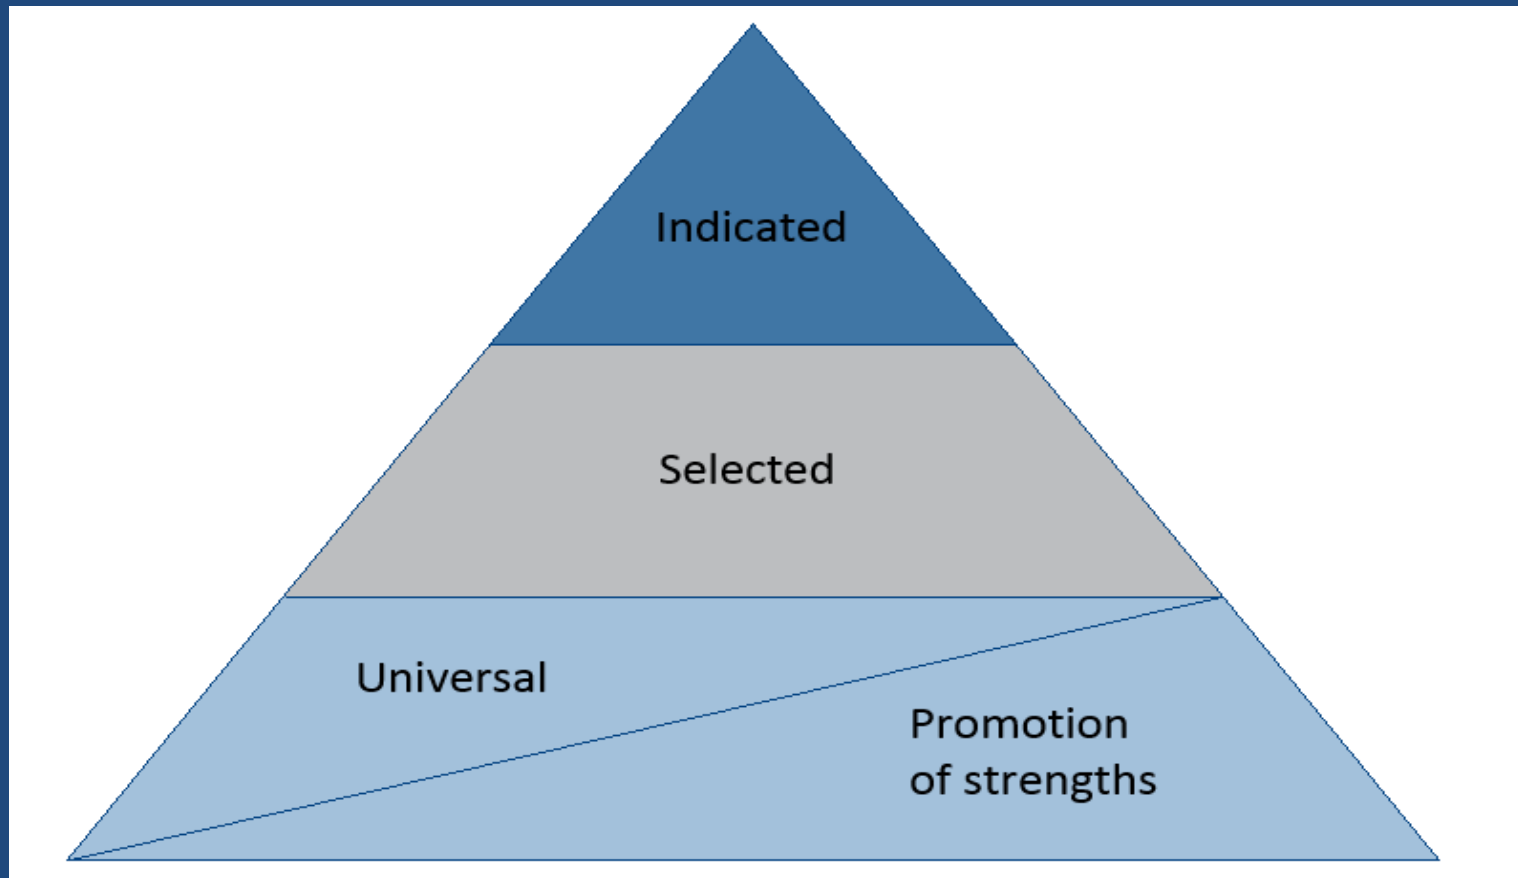 Indicated
Selected
Universal
Promotion
of strengths